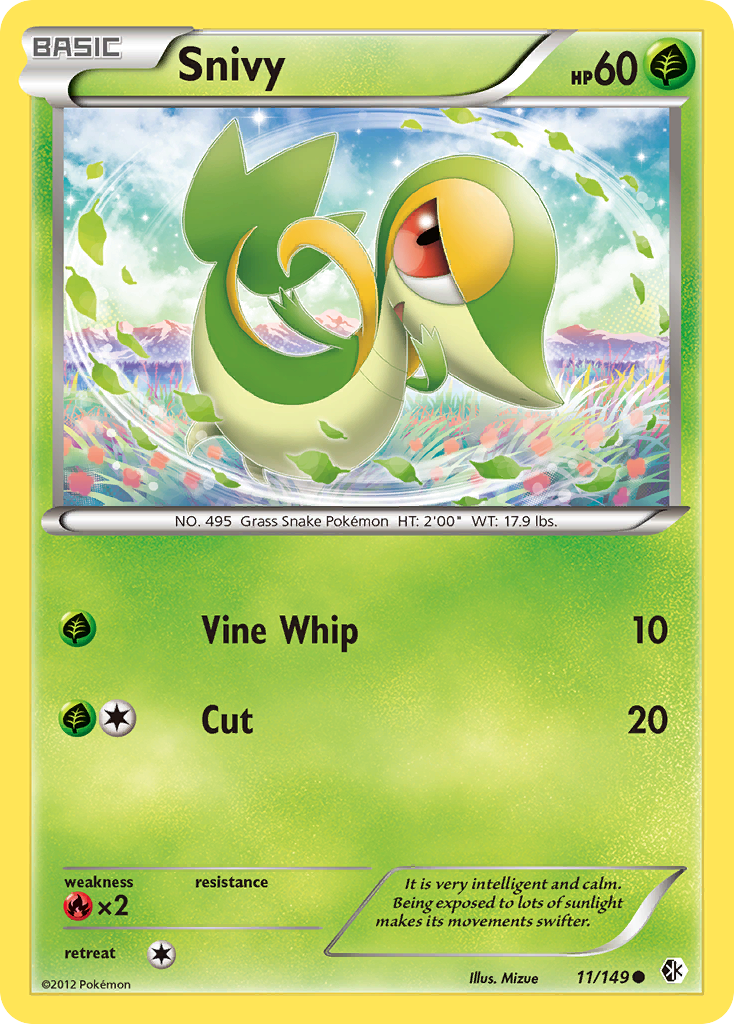 BASIC
Snivy
HP60
NO. 495 Grass Snake Pokémon HT: 2'00" WT: 17.9 lbs.
Vine Whip 10
Cut 20
weakness resistance
×2
retreat
It is very intelligent and calm.
Being exposed to lots of sunlight
makes its movements swifter.
©2012 Pokémon
Illus. Mizue
11/149